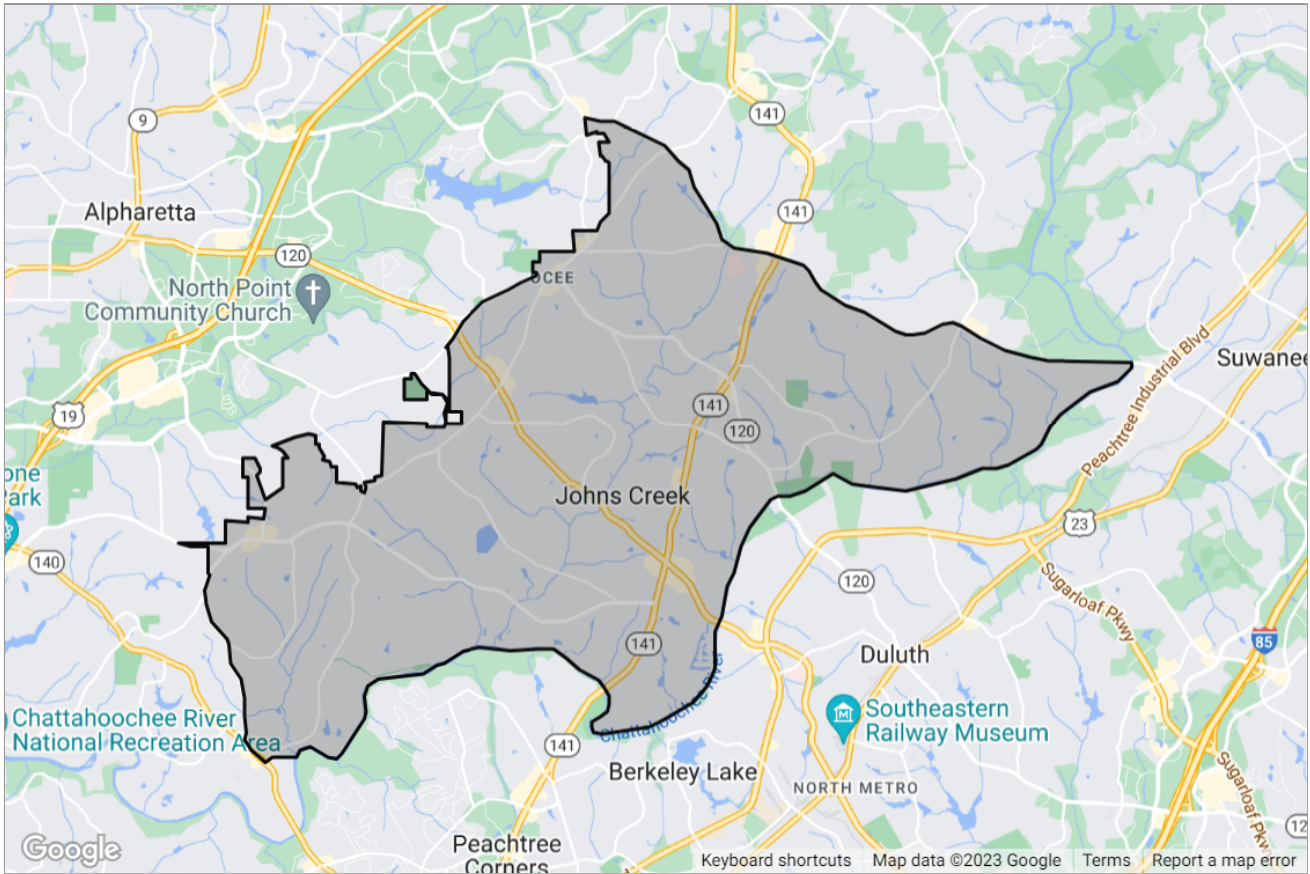 141
9
Alpharetta
141
120
North Point
Community Church
OCEE
Suwanee
19
141
120
Peachtree Industrial Blvd
Johns Creek
one
Park
23
140
120
Sugarloaf Pkwy
141
85
Duluth
Chattahoochee River
Chattahoochee River
National Recreation Area
Southeastern
Railway Museum
141
Berkeley Lake
NORTH METRO
Sugarloaf Pkwy
12
Peachtree
Corners
Google
Keyboard shortcuts
Map data ©2023 Google
Terms
Report a map error